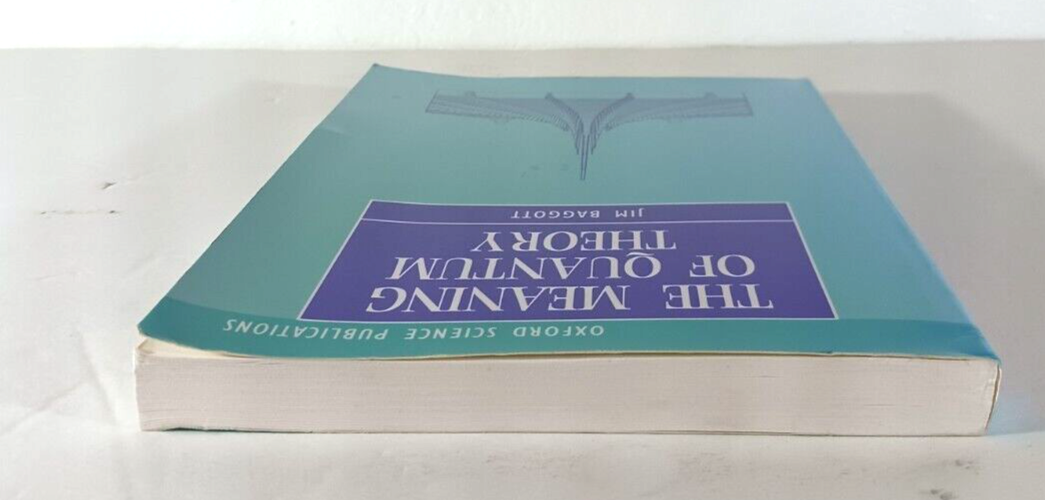 OXFORD SCIENCE PUBLICATIONS
THE MEANING
OF QUANTUM
THEORY
JIM BAGGOTT